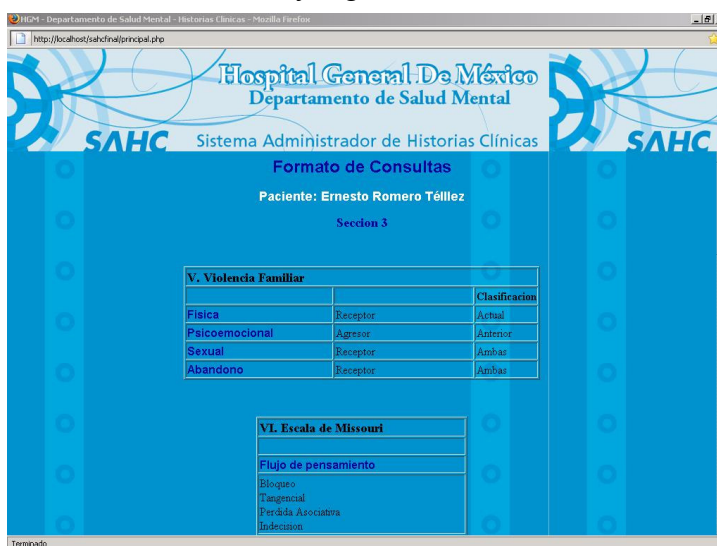 HGM - Departamento de Salud Mental - Historias Clinicas - Mozilla Firefox
http://localhost/sahcfinal/principal.php
Hospital General De México
Departamento de Salud Mental
SAHC Sistema Administrador de Historias Clínicas SAHC
Formato de Consultas
Paciente: Ernesto Romero Télllez
Seccion 3
V. Violencia Familiar
Clasificacion
Fisica Receptor Actual
Psicoemocional Agresor Anterior
Sexual Receptor Ambas
Abandono Receptor Ambas
VI. Escala de Missouri
Flujo de pensamiento
Bloqueo
Tangencial
Perdida Asociativa
Indecision
Terminado